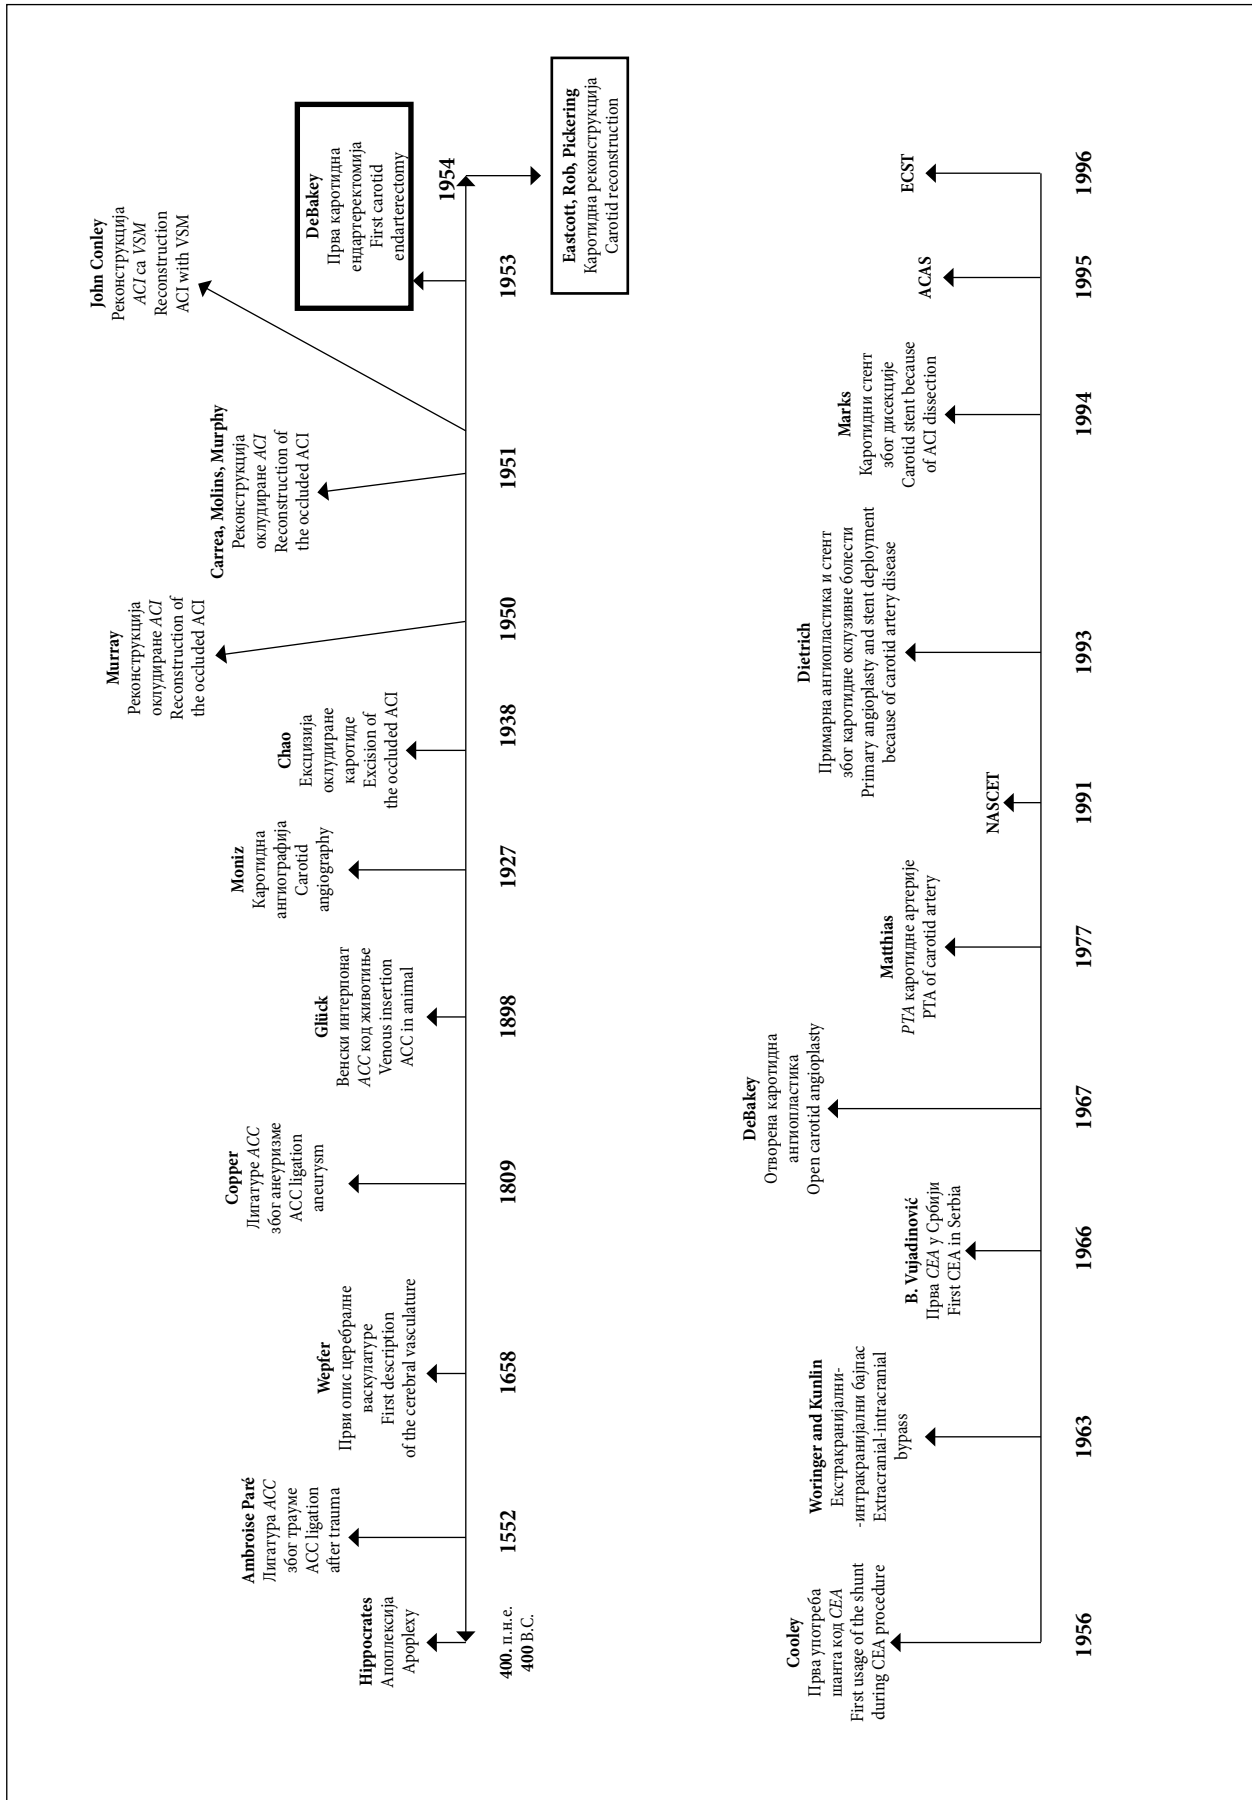 Hippocrates
Апоплексија
Apoplexy
400. п.н.е.
400 B.C.
Ambroise Paré
Лигатура ACC
због трауме
ACC ligation
after trauma
1552
Wepfer
Први опис церебралне
васкулатуре
First description
of the cerebral vasculature
1658
Copper
Лигатуре ACC
због анеуризме
ACC ligation
aneurysm
1809
Glück
Венски интерпонат
ACC код животиње
Venous insertion
ACC in animal
1898
Moniz
Каротидна
ангиографија
Carotid
angiography
1927
Chao
Ексцизија
оклудиране
каротиде
Excision of
the occluded ACI
1938
Murray
Реконструкција
оклудиране ACI
Reconstruction of
the occluded ACI
1950
Carrea, Molins, Murphy
Реконструкција
оклудиране ACI
Reconstruction of
the occluded ACI
1951
John Conley
Реконструкција
ACI са VSM
Reconstruction
ACI with VSM
DeBakey
Прва каротидна
ендартеректомија
First carotid
endarterectomy
1953
1954
Eastcott, Rob, Pickering
Каротидна реконструкција
Carotid reconstruction
Cooley
Прва употреба
шанта код CEA
First usage of the shunt
during CEA procedure
1956
Woringer and Kunlin
Екстракранијални-
-интракранијални бајпас
Extracranial-intracranial
bypass
1963
B. Vujadinović
Прва CEA у Србији
First CEA in Serbia
1966
DeBakey
Отворена каротидна
ангиопластика
Open carotid angioplasty
1967
Matthias
PTA каротидне артерије
PTA of carotid artery
1977
NASCET
1991
Dietrich
Примарна ангиопластика и стент
због каротидне оклузивне болести
Primary angioplasty and stent deployment
because of carotid artery disease
1993
Marks
Каротидни стент
због дисекције
Carotid stent because
of ACI dissection
1994
ACAS
1995
ECST
1996